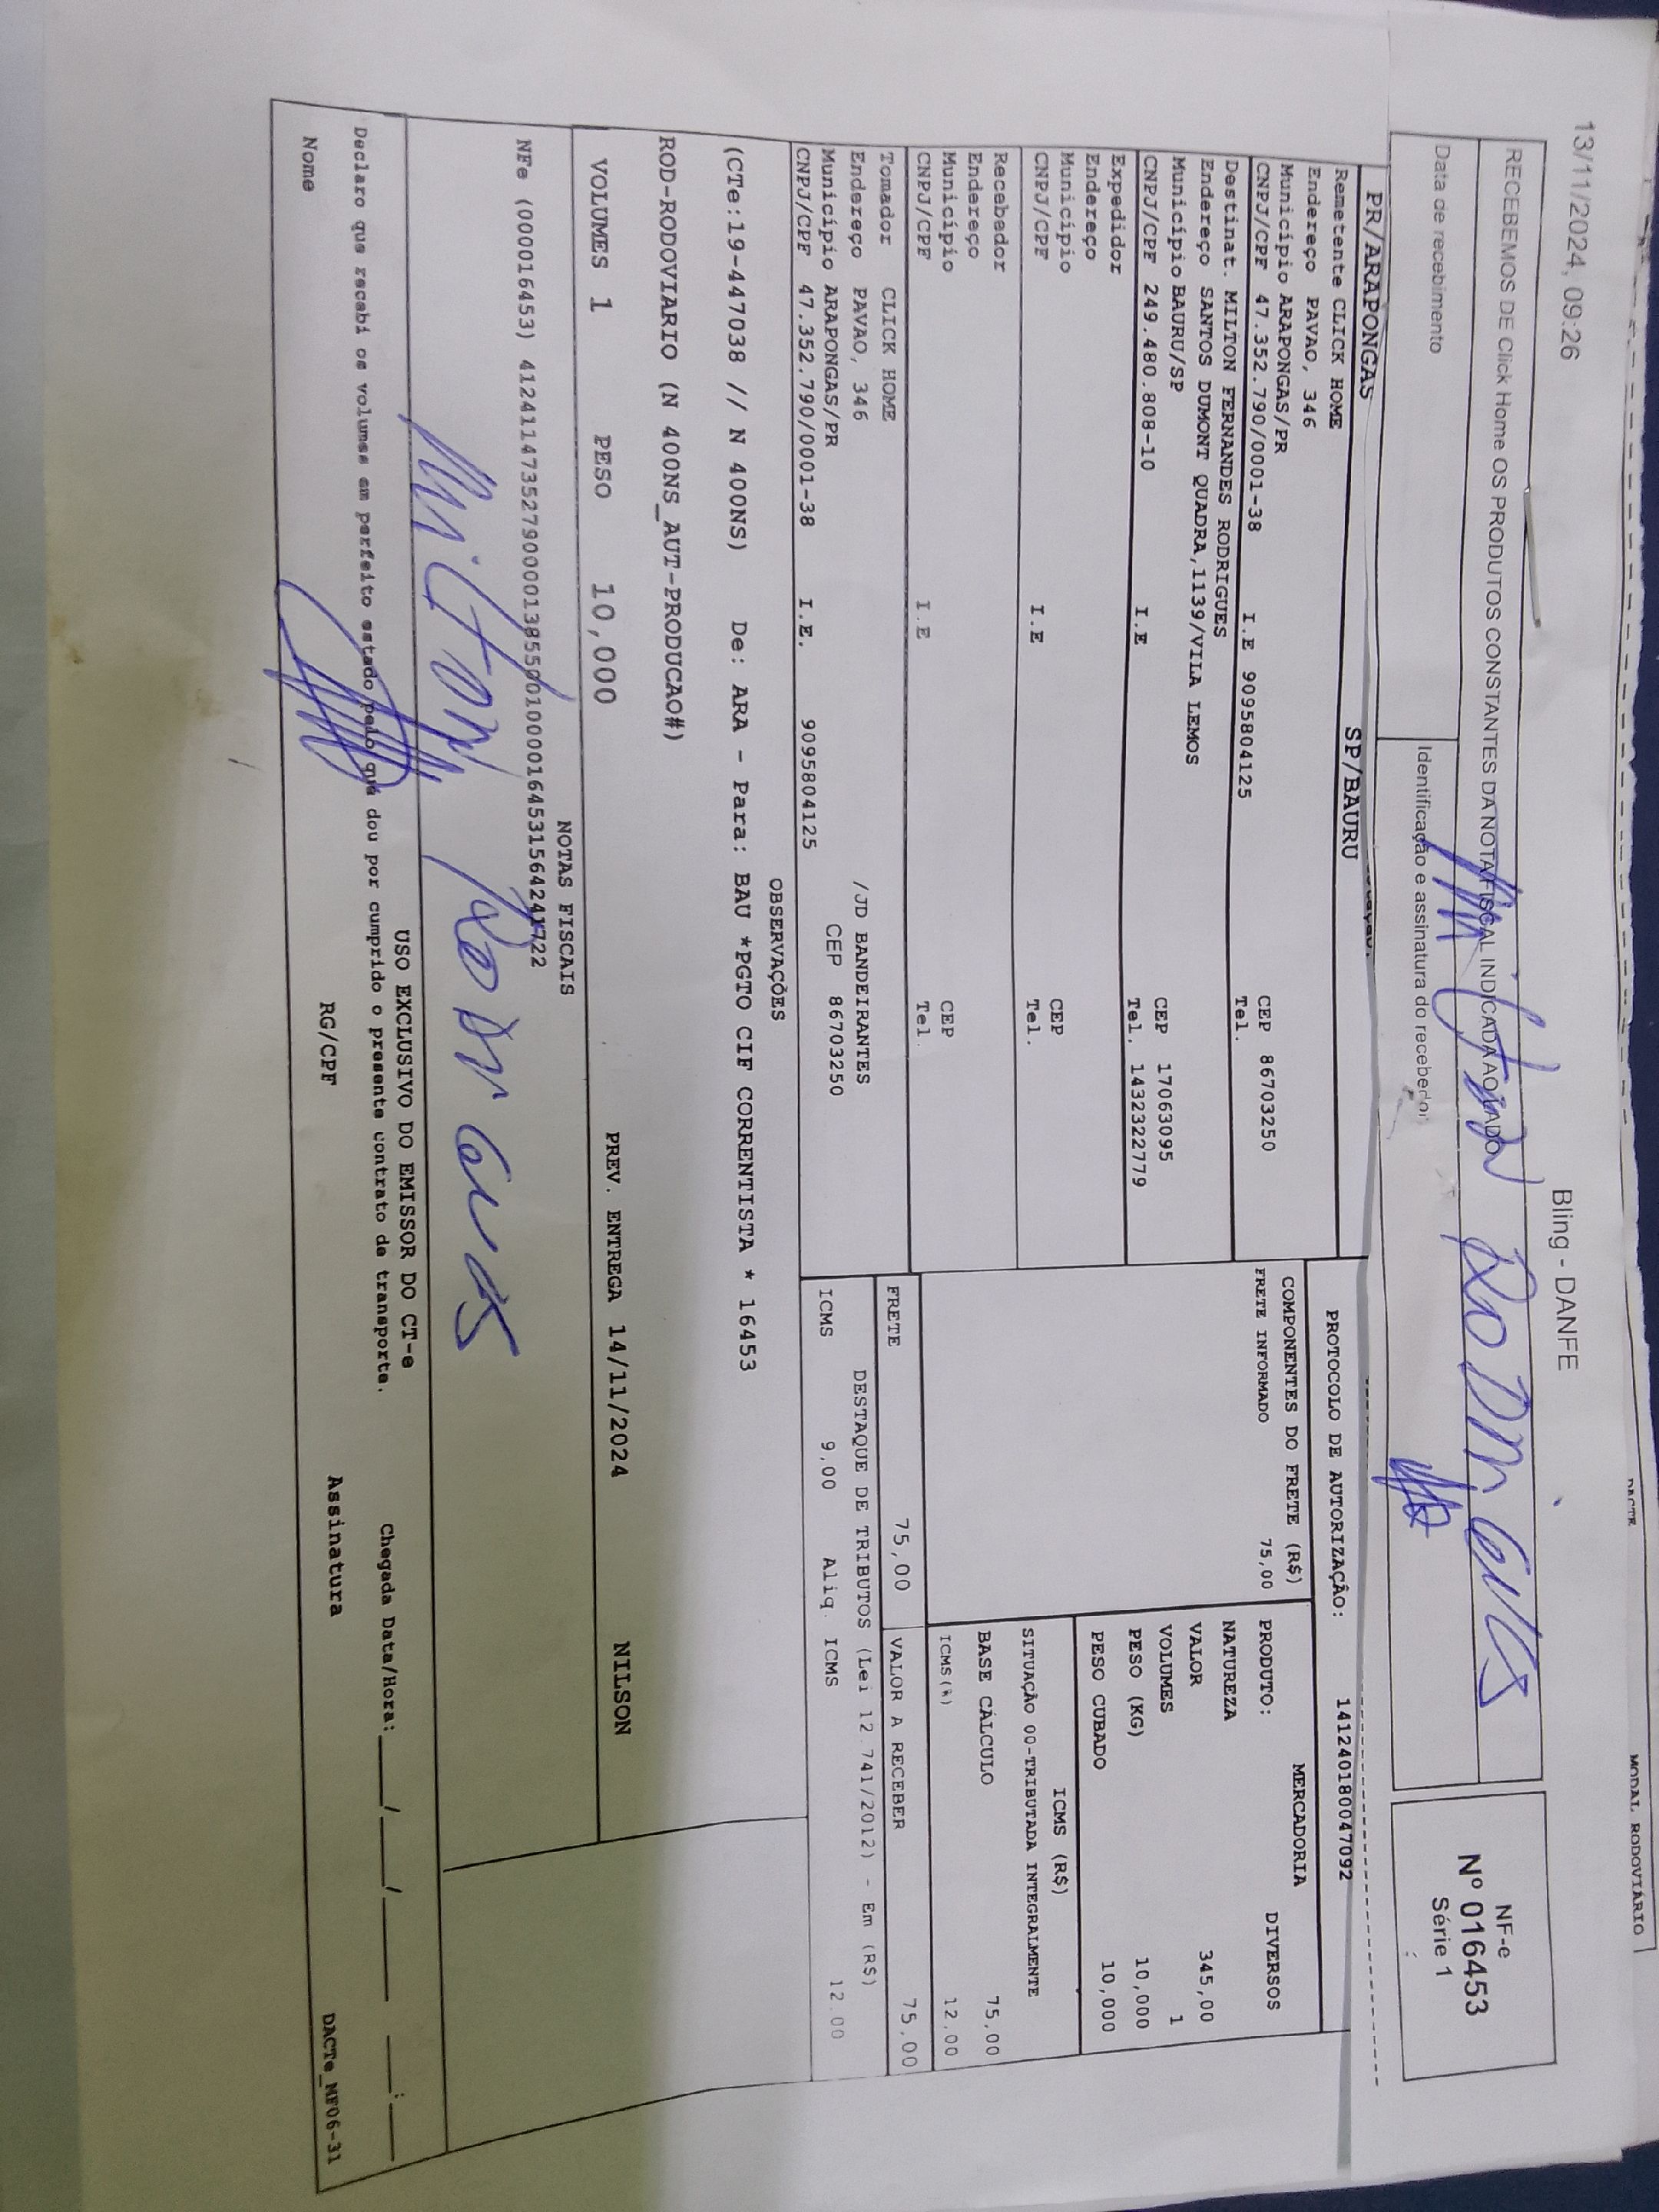 DACTE
MODAL RODOVIÁRIO
13/11/2024, 09:26
Bling - DANFE
RECEBEMOS DE Click Home OS PRODUTOS CONSTANTES DA NOTA FISCAL INDICADA AO LADO
Data de recebimento
Identificação e assinatura do recebedor
Milton Rodrigues
NF-e
Nº 016453
Série 1
PR/ARAPONGAS
SP/BAURU
PROTOCOLO DE AUTORIZAÇÃO: 141240180047092
Remetente CLICK HOME
Endereço PAVAO, 346
Município ARAPONGAS/PR
CEP 86703250
CNPJ/CPF 47.352.790/0001-38 I.E 9095804125 Tel.
Destinat. MILTON FERNANDES RODRIGUES
Endereço SANTOS DUMONT QUADRA,1139/VILA LEMOS
Município BAURU/SP
CEP 17063095
CNPJ/CPF 249.480.808-10 I.E Tel. 1432322779
Expedidor
Endereço
Município
CEP
CNPJ/CPF I.E Tel.
Recebador
Endereço
Município
CEP
CNPJ/CPF I.E Tel.
Tomador CLICK HOME
Endereço PAVAO, 346 /JD BANDEIRANTES
Município ARAPONGAS/PR CEP 86703250
CNPJ/CPF 47.352.790/0001-38 I.E. 9095804125
COMPONENTES DO FRETE (R$)
FRETE INFORMADO 75,00
MERCADORIA
PRODUTO: DIVERSOS
NATUREZA
VALOR 345,00
VOLUMES 1
PESO (KG) 10,000
PESO CUBADO 10,000
ICMS (R$)
SITUAÇÃO 00-TRIBUTADA INTEGRALMENTE
BASE CÁLCULO 75,00
ICMS(%) 12,00
FRETE 75,00
VALOR A RECEBER 75,00
DESTAQUE DE TRIBUTOS (Lei 12.741/2012) - Em (R$)
ICMS 9,00 Aliq. ICMS 12.00
OBSERVAÇÕES
(CTe:19-447038 // N 400NS) De: ARA - Para: BAU *PGTO CIF CORRENTISTA * 16453
ROD-RODOVIARIO (N 400NS_AUT-PRODUCAO#)
VOLUMES 1 PESO 10,000 PREV. ENTREGA 14/11/2024 NILSON
NOTAS FISCAIS
NFe (000016453) 41241147352790000138550010000164531564241722
Milton Rodrigues
USO EXCLUSIVO DO EMISSOR DO CT-e
Declaro que recebi os volumes em perfeito estado pelo que dou por cumprido o presente contrato de transporte.
Chegada Data/Hora: ____/____/____ __:__
Nome RG/CPF Assinatura DACTe_NF06-31